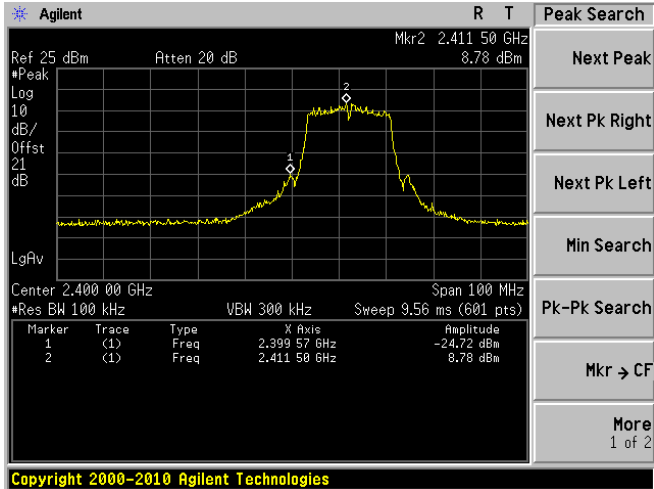 Agilent R T Peak Search
Mkr2 2.411 50 GHz
Ref 25 dBm Atten 20 dB 8.78 dBm
#Peak
Log
10
dB/
Offst
21
dB
LgAv
1
2
Center 2.400 00 GHz Span 100 MHz
#Res BW 100 kHz VBW 300 kHz Sweep 9.56 ms (601 pts)
Marker Trace Type X Axis Amplitude
1 (1) Freq 2.399 57 GHz -24.72 dBm
2 (1) Freq 2.411 50 GHz 8.78 dBm
Next Peak
Next Pk Right
Next Pk Left
Min Search
Pk-Pk Search
Mkr → CF
More
1 of 2
Copyright 2000-2010 Agilent Technologies